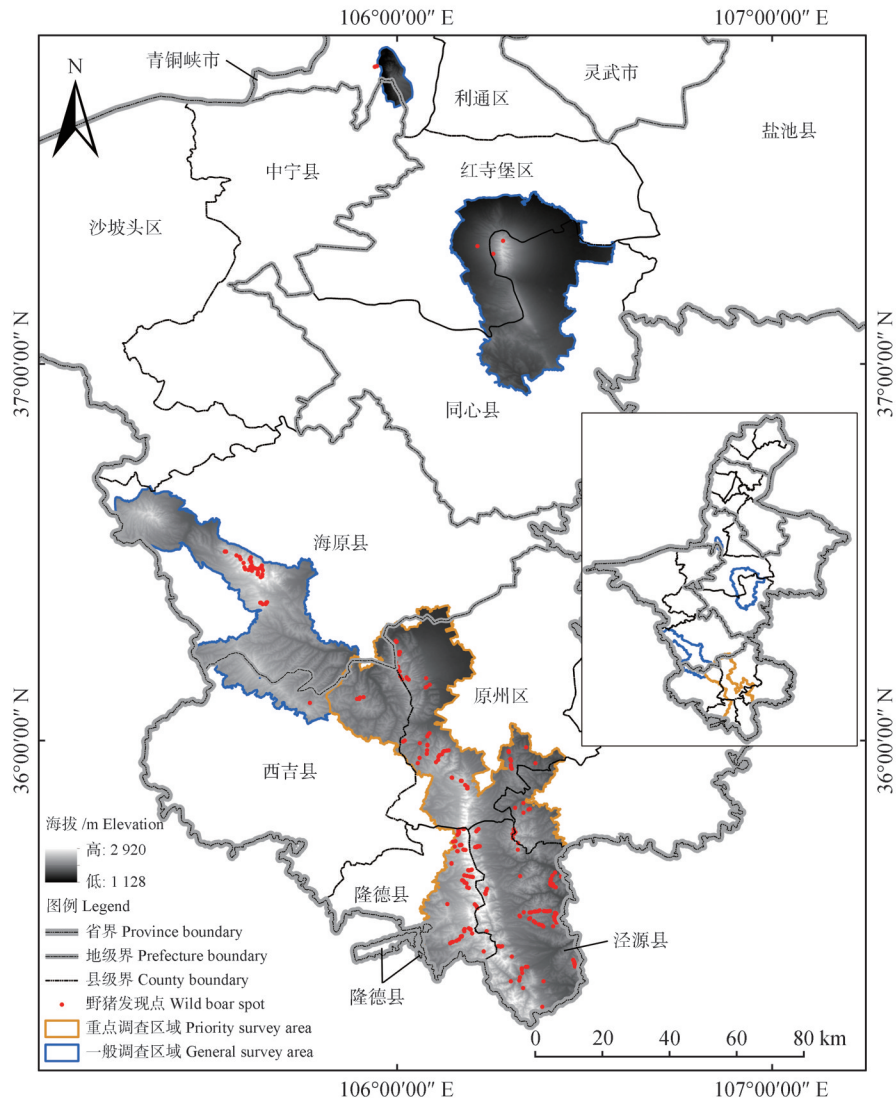 106°00′00″ E
107°00′00″ E
N
青铜峡市
利通区
灵武市
盐池县
中宁县
红寺堡区
沙坡头区
37°00′00″ N
37°00′00″ N
同心县
海原县
原州区
36°00′00″ N
36°00′00″ N
西吉县
海拔 /m Elevation
高: 2 920
低: 1 128
隆德县
图例 Legend
省界 Province boundary
地级界 Prefecture boundary
泾源县
县级界 County boundary
隆德县
野猪发现点 Wild boar spot
重点调查区域 Priority survey area
一般调查区域 General survey area
0 20 40 60 80 km
106°00′00″ E
107°00′00″ E